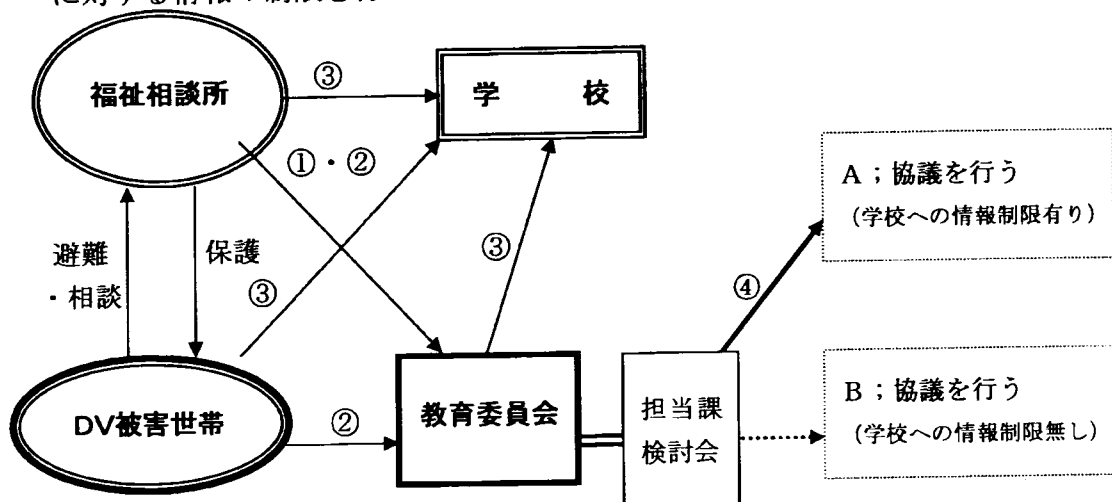 福祉相談所
③
学　　校
①・②
A；協議を行う
（学校への情報制限有り）
避難
・相談
保護
③
③
④
DV被害世帯
②
教育委員会
担当課
検討会
B；協議を行う
（学校への情報制限無し）